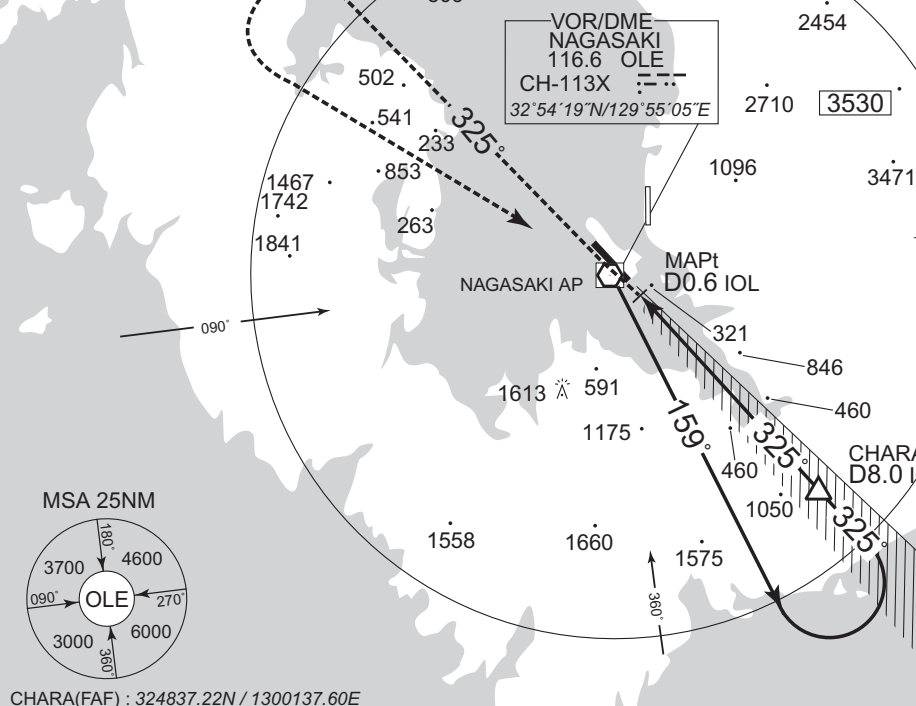 2454
VOR/DME
NAGASAKI
116.6 OLE
CH-113X
32°54′19″N/129°55′05″E
502
2710
3530
541
325°
233
853
1096
3471
1467
1742
263
1841
MAPt
D0.6 IOL
NAGASAKI AP
090°
321
846
1613
591
460
159°
1175
325°
460
CHARA
D8.0
1050
325°
MSA 25NM
1558
1660
1575
180°
3700
4600
090°
OLE
270°
3000
6000
360°
360°
CHARA(FAF) : 324837.22N / 1300137.60E